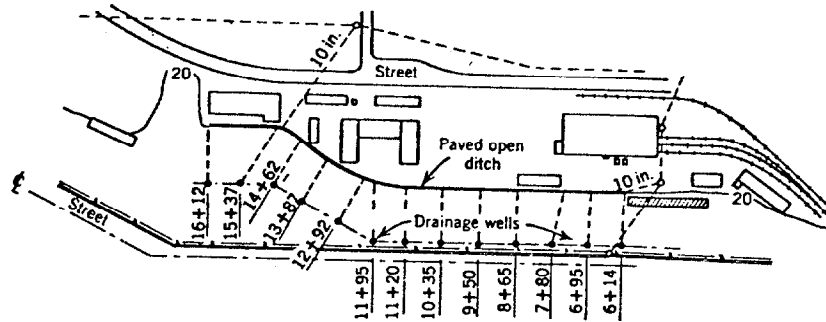 10 in.
Street
20
Paved open
ditch
10 in.
20
℄
Street
Drainage wells
16+12
15+37
14+62
13+87
12+92
11+95
11+20
10+35
9+50
8+65
7+80
6+95
6+14